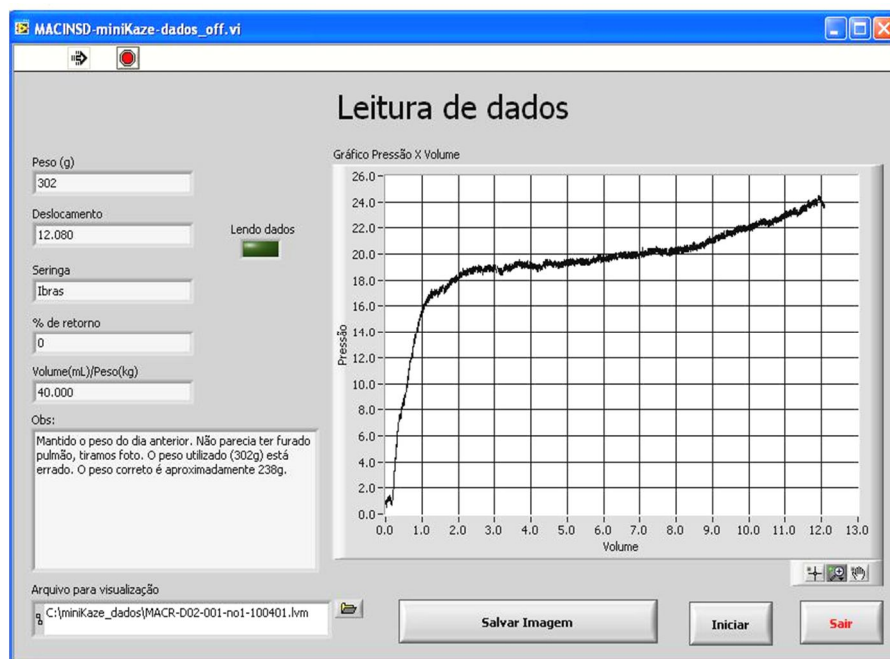 MACINSD-miniKaze-dados_off.vi
Leitura de dados
Peso (g)
302
Deslocamento
12.080
Lendo dados
Seringa
Ibras
% de retorno
0
Volume(mL)/Peso(kg)
40.000
Obs:
Mantido o peso do dia anterior. Não parecia ter furado
pulmão, tiramos foto. O peso utilizado (302g) está
errado. O peso correto é aproximadamente 238g.
Arquivo para visualização
C:\miniKaze_dados\MACR-D02-001-no1-100401.lvm
Gráfico Pressão X Volume
Pressão
26.0
24.0
22.0
20.0
18.0
16.0
14.0
12.0
10.0
8.0
6.0
4.0
2.0
0.0
0.0 1.0 2.0 3.0 4.0 5.0 6.0 7.0 8.0 9.0 10.0 11.0 12.0 13.0
Volume
Salvar Imagem
Iniciar
Sair